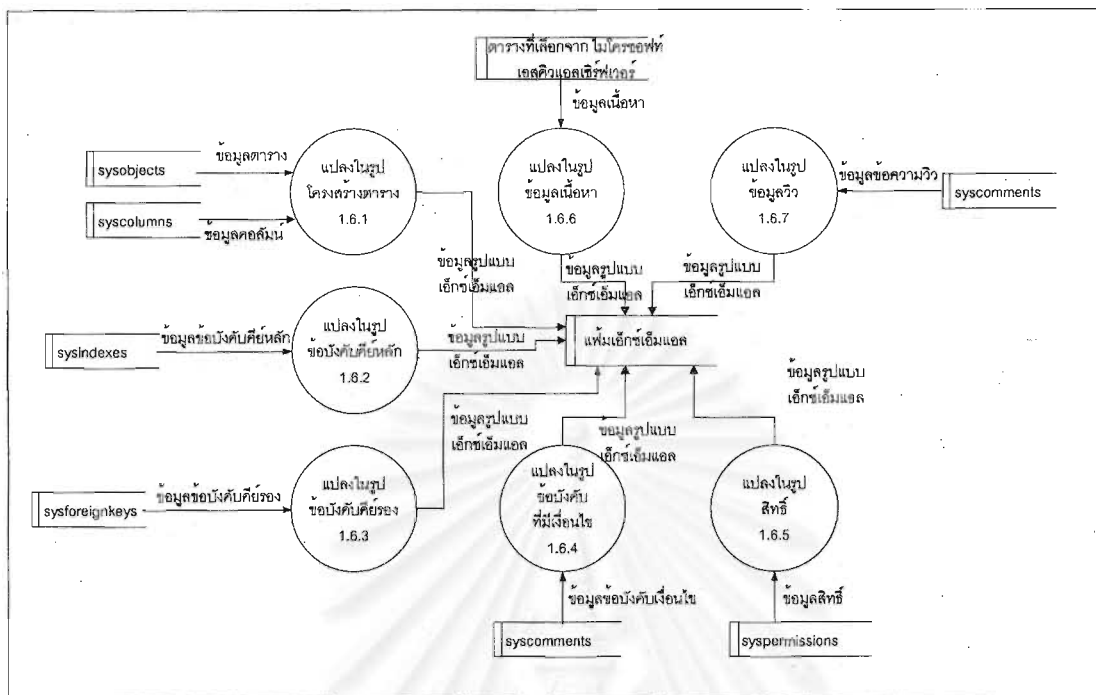 ตารางที่เลือกจาก ไมโครซอฟท์
เอสคิวแอลเซิร์ฟเวอร์
ข้อมูลเนื้อหา
sysobjects
ข้อมูลตาราง
syscolumns
ข้อมูลคอลัมน์
แปลงในรูป
โครงสร้างตาราง
1.6.1
แปลงในรูป
ข้อมูลเนื้อหา
1.6.6
แปลงในรูป
ข้อมูลวิว
1.6.7
ข้อมูลข้อความวิว
syscomments
ข้อมูลรูปแบบ
เอ็กซ์เอ็มแอล
ข้อมูลรูปแบบ
เอ็กซ์เอ็มแอล
ข้อมูลรูปแบบ
เอ็กซ์เอ็มแอล
sysindexes
ข้อมูลข้อบังคับคีย์หลัก
แปลงในรูป
ข้อบังคับคีย์หลัก
1.6.2
ข้อมูลรูปแบบ
เอ็กซ์เอ็มแอล
แฟ้มเอ็กซ์เอ็มแอล
ข้อมูลรูปแบบ
เอ็กซ์เอ็มแอล
sysforeignkeys
ข้อมูลข้อบังคับคีย์รอง
แปลงในรูป
ข้อบังคับคีย์รอง
1.6.3
ข้อมูลรูปแบบ
เอ็กซ์เอ็มแอล
ข้อมูลรูปแบบ
เอ็กซ์เอ็มแอล
แปลงในรูป
ข้อบังคับ
ที่มีเงื่อนไข
1.6.4
แปลงในรูป
สิทธิ์
1.6.5
ข้อมูลข้อบังคับเงื่อนไข
syscomments
ข้อมูลสิทธิ์
syspermissions